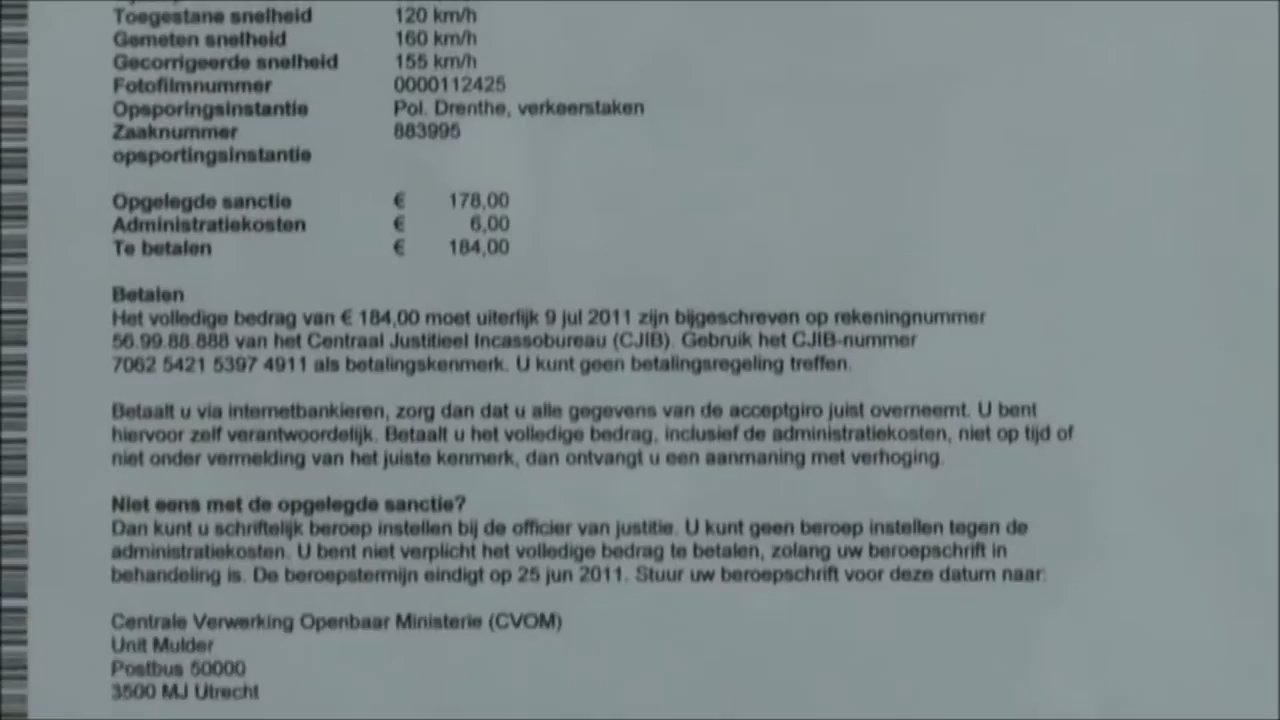 Toegestane snelheid 120 km/h
Gemeten snelheid 160 km/h
Gecorrigeerde snelheid 155 km/h
Fotofilmnummer 0000112425
Opsporingsinstantie Pol. Drenthe, verkeerstaken
Zaaknummer 883995
opsportingsinstantie
Opgelegde sanctie € 178,00
Administratiekosten € 6,00
Te betalen € 184,00
Betalen
Het volledige bedrag van € 184,00 moet uiterlijk 9 jul 2011 zijn bijgeschreven op rekeningnummer
56.99.88.888 van het Centraal Justitieel Incassobureau (CJIB). Gebruik het CJIB-nummer
7062 5421 5397 4911 als betalingskenmerk. U kunt geen betalingsregeling treffen.
Betaalt u via internetbankieren, zorg dan dat u alle gegevens van de acceptgiro juist overneemt. U bent
hiervoor zelf verantwoordelijk. Betaalt u het volledige bedrag, inclusief de administratiekosten, niet op tijd of
niet onder vermelding van het juiste kenmerk, dan ontvangt u een aanmaning met verhoging.
Niet eens met de opgelegde sanctie?
Dan kunt u schriftelijk beroep instellen bij de officier van justitie. U kunt geen beroep instellen tegen de
administratiekosten. U bent niet verplicht het volledige bedrag te betalen, zolang uw beroepschrift in
behandeling is. De beroepstermijn eindigt op 25 jun 2011. Stuur uw beroepschrift voor deze datum naar:
Centrale Verwerking Openbaar Ministerie (CVOM)
Unit Mulder
Postbus 50000
3500 MJ Utrecht